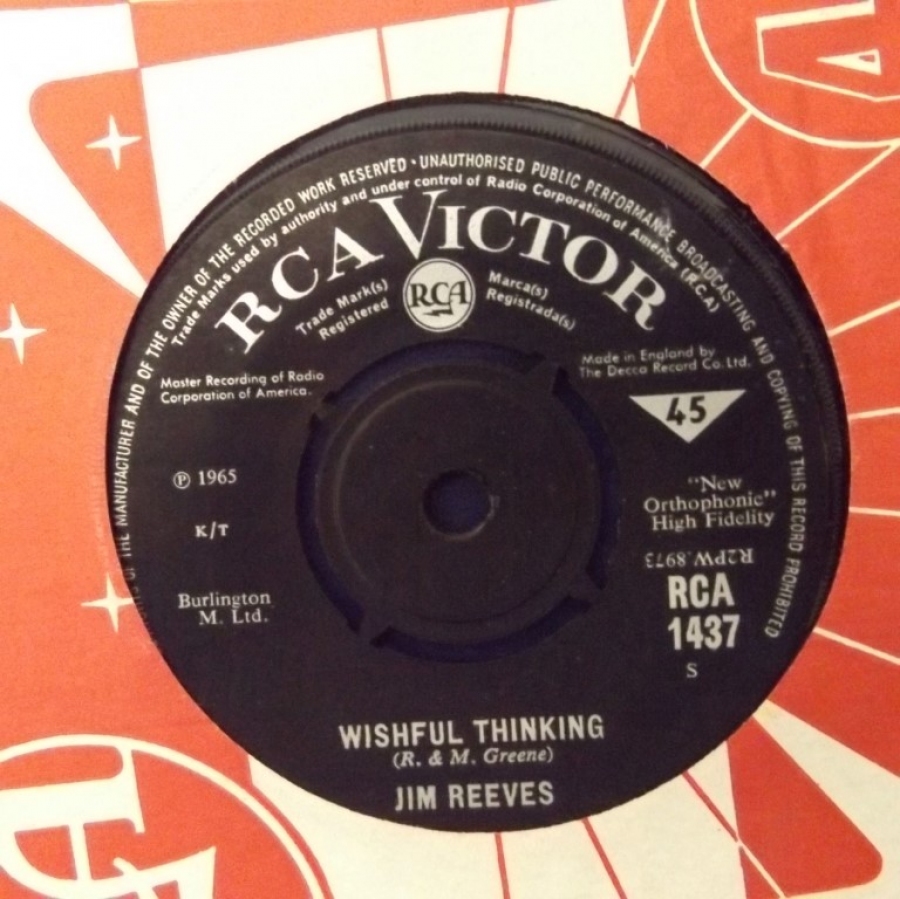 RIGHTS OF THE MANUFACTURER AND OF THE OWNER OF THE RECORDED WORK RESERVED · UNAUTHORISED PUBLIC PERFORMANCE BROADCASTING AND COPYING OF THIS RECORD PROHIBITED
Trade Marks used by authority and under control of Radio Corporation of America (R.C.A)
RCA VICTOR
Trade Mark(s)
Registered
RCA
Marca(s)
Registrada(s)
Master Recording of Radio
Corporation of America.
Made in England by
The Decca Record Co. Ltd.
45
℗ 1965
K/T
Burlington
M. Ltd.
"New
Orthophonic"
High Fidelity
R2PW.8973
RCA
1437
S
WISHFUL THINKING
(R. & M. Greene)
JIM REEVES